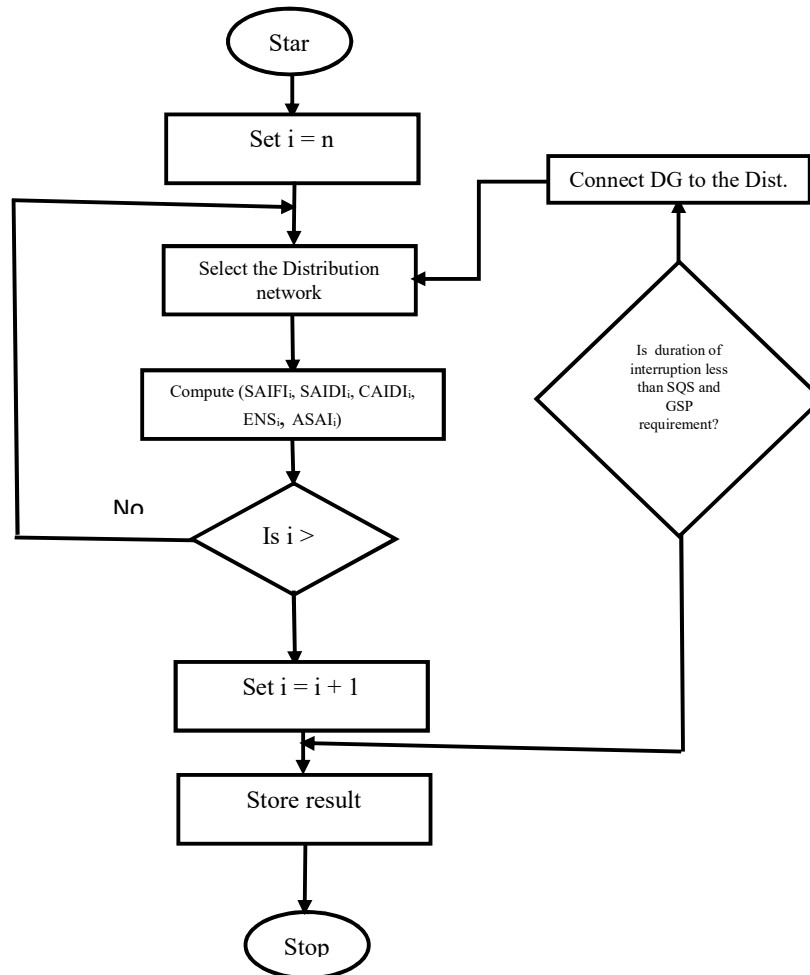 Star
Set i = n
Connect DG to the Dist.
Select the Distribution
network
Compute (SAIFIᵢ, SAIDIᵢ, CAIDIᵢ,
ENSᵢ, ASAIᵢ)
Is duration of
interruption less
than SQS and
GSP
requirement?
No
Is i >
Set i = i + 1
Store result
Stop